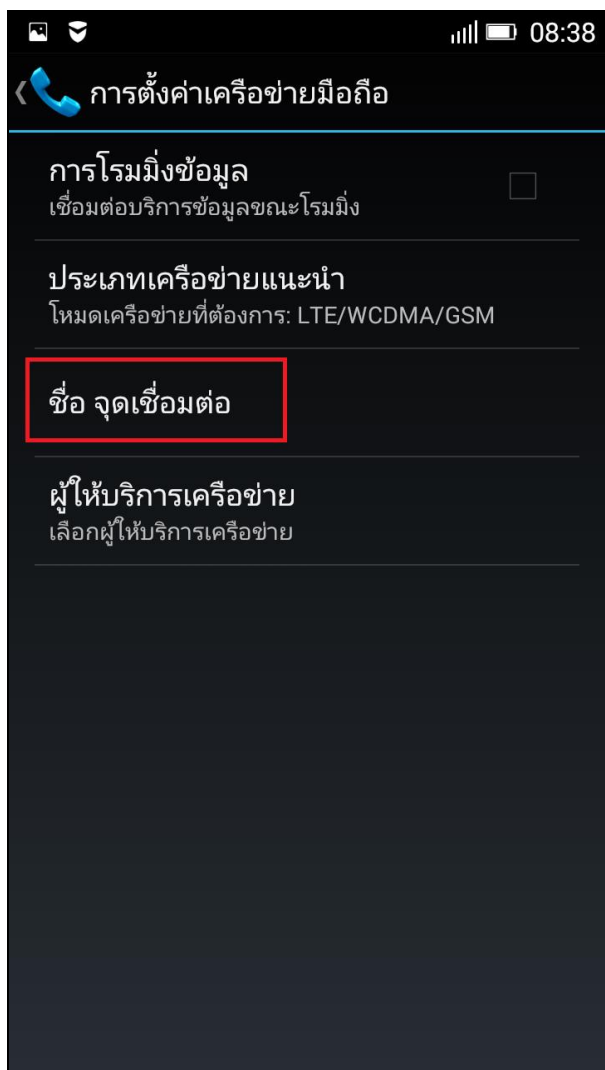 08:38
การตั้งค่าเครือข่ายมือถือ
การโรมมิ่งข้อมูล
เชื่อมต่อบริการข้อมูลขณะโรมมิ่ง
ประเภทเครือข่ายแนะนำ
โหมดเครือข่ายที่ต้องการ: LTE/WCDMA/GSM
ชื่อ จุดเชื่อมต่อ
ผู้ให้บริการเครือข่าย
เลือกผู้ให้บริการเครือข่าย